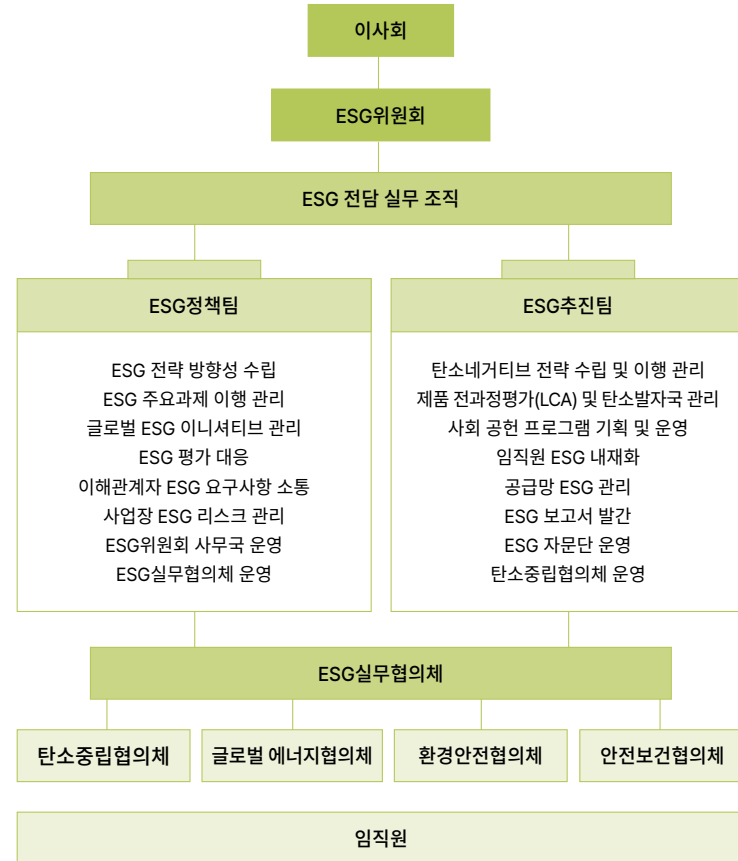 이사회
ESG위원회
ESG 전담 실무 조직
ESG정책팀
ESG 전략 방향성 수립
ESG 주요과제 이행 관리
글로벌 ESG 이니셔티브 관리
ESG 평가 대응
이해관계자 ESG 요구사항 소통
사업장 ESG 리스크 관리
ESG위원회 사무국 운영
ESG실무협의체 운영
ESG추진팀
탄소네거티브 전략 수립 및 이행 관리
제품 전과정평가(LCA) 및 탄소발자국 관리
사회 공헌 프로그램 기획 및 운영
임직원 ESG 내재화
공급망 ESG 관리
ESG 보고서 발간
ESG 자문단 운영
탄소중립협의체 운영
ESG실무협의체
탄소중립협의체
글로벌 에너지협의체
환경안전협의체
안전보건협의체
임직원